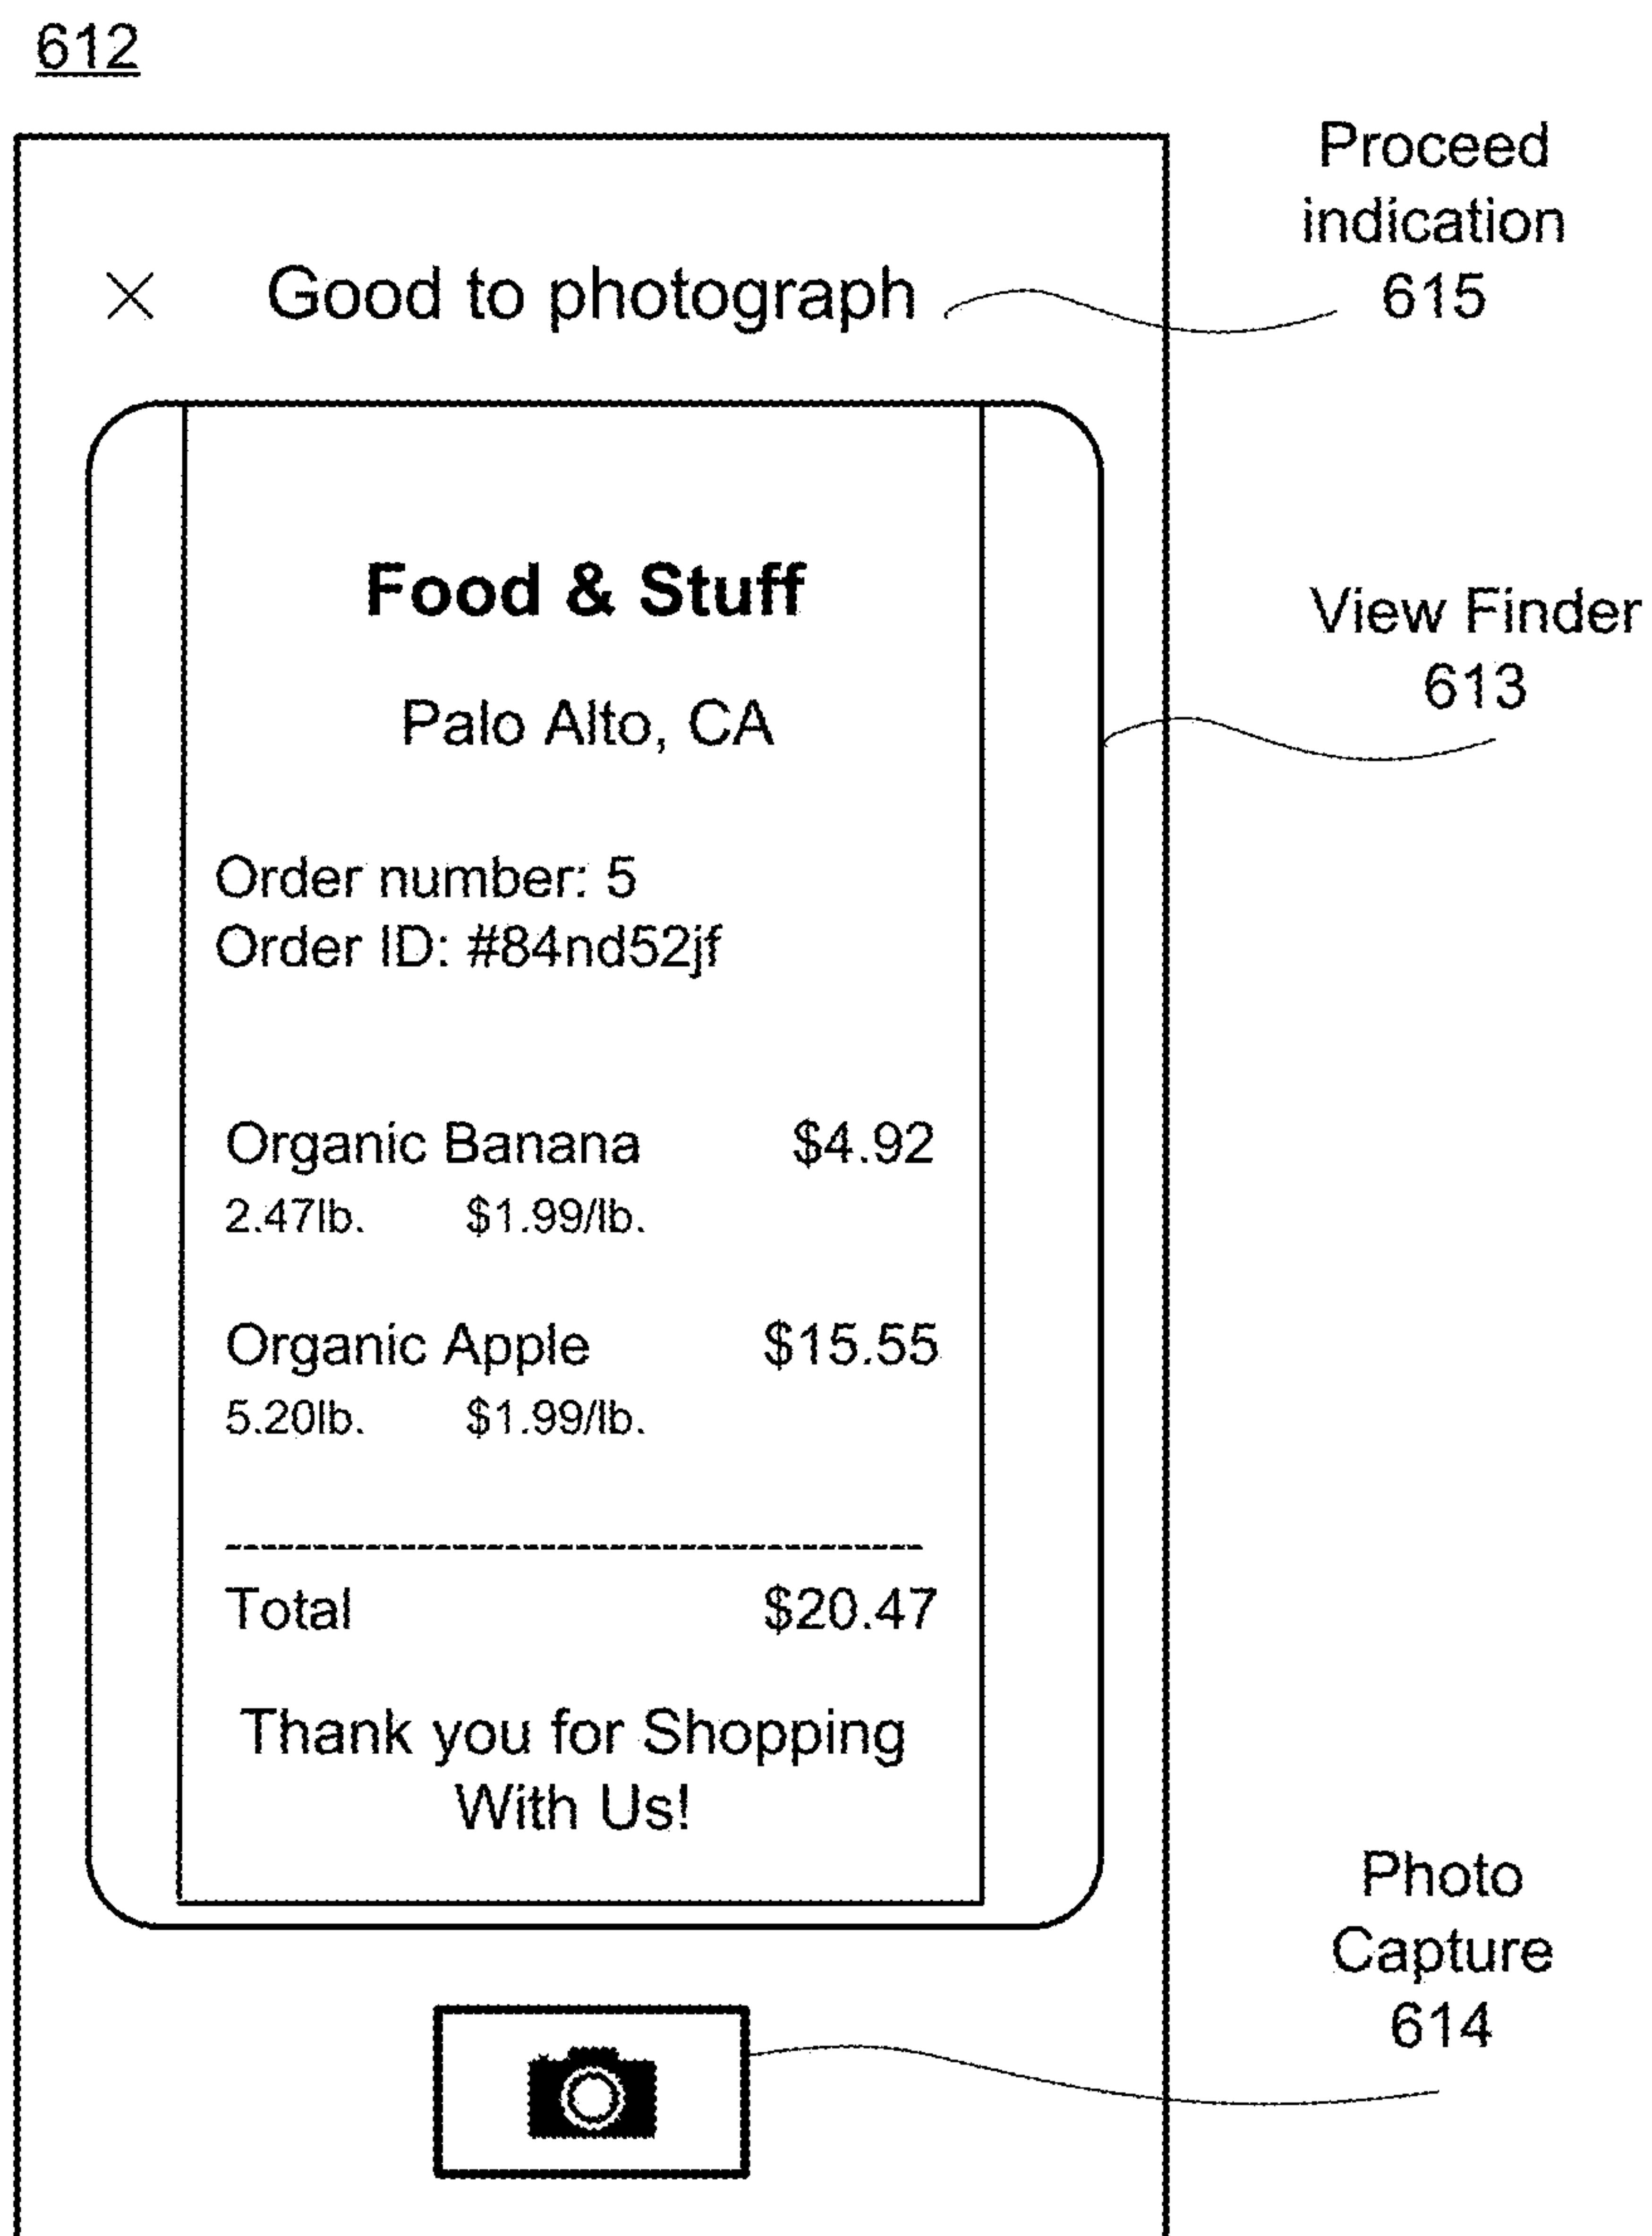 612
Proceed
indication
615
× Good to photograph
Food & Stuff
Palo Alto, CA
View Finder
613
Order number: 5
Order ID: #84nd52jf
Organic Banana $4.92
2.47lb. $1.99/lb.
Organic Apple $15.55
5.20lb. $1.99/lb.
----------------------------------------
Total $20.47
Thank you for Shopping
With Us!
Photo
Capture
614